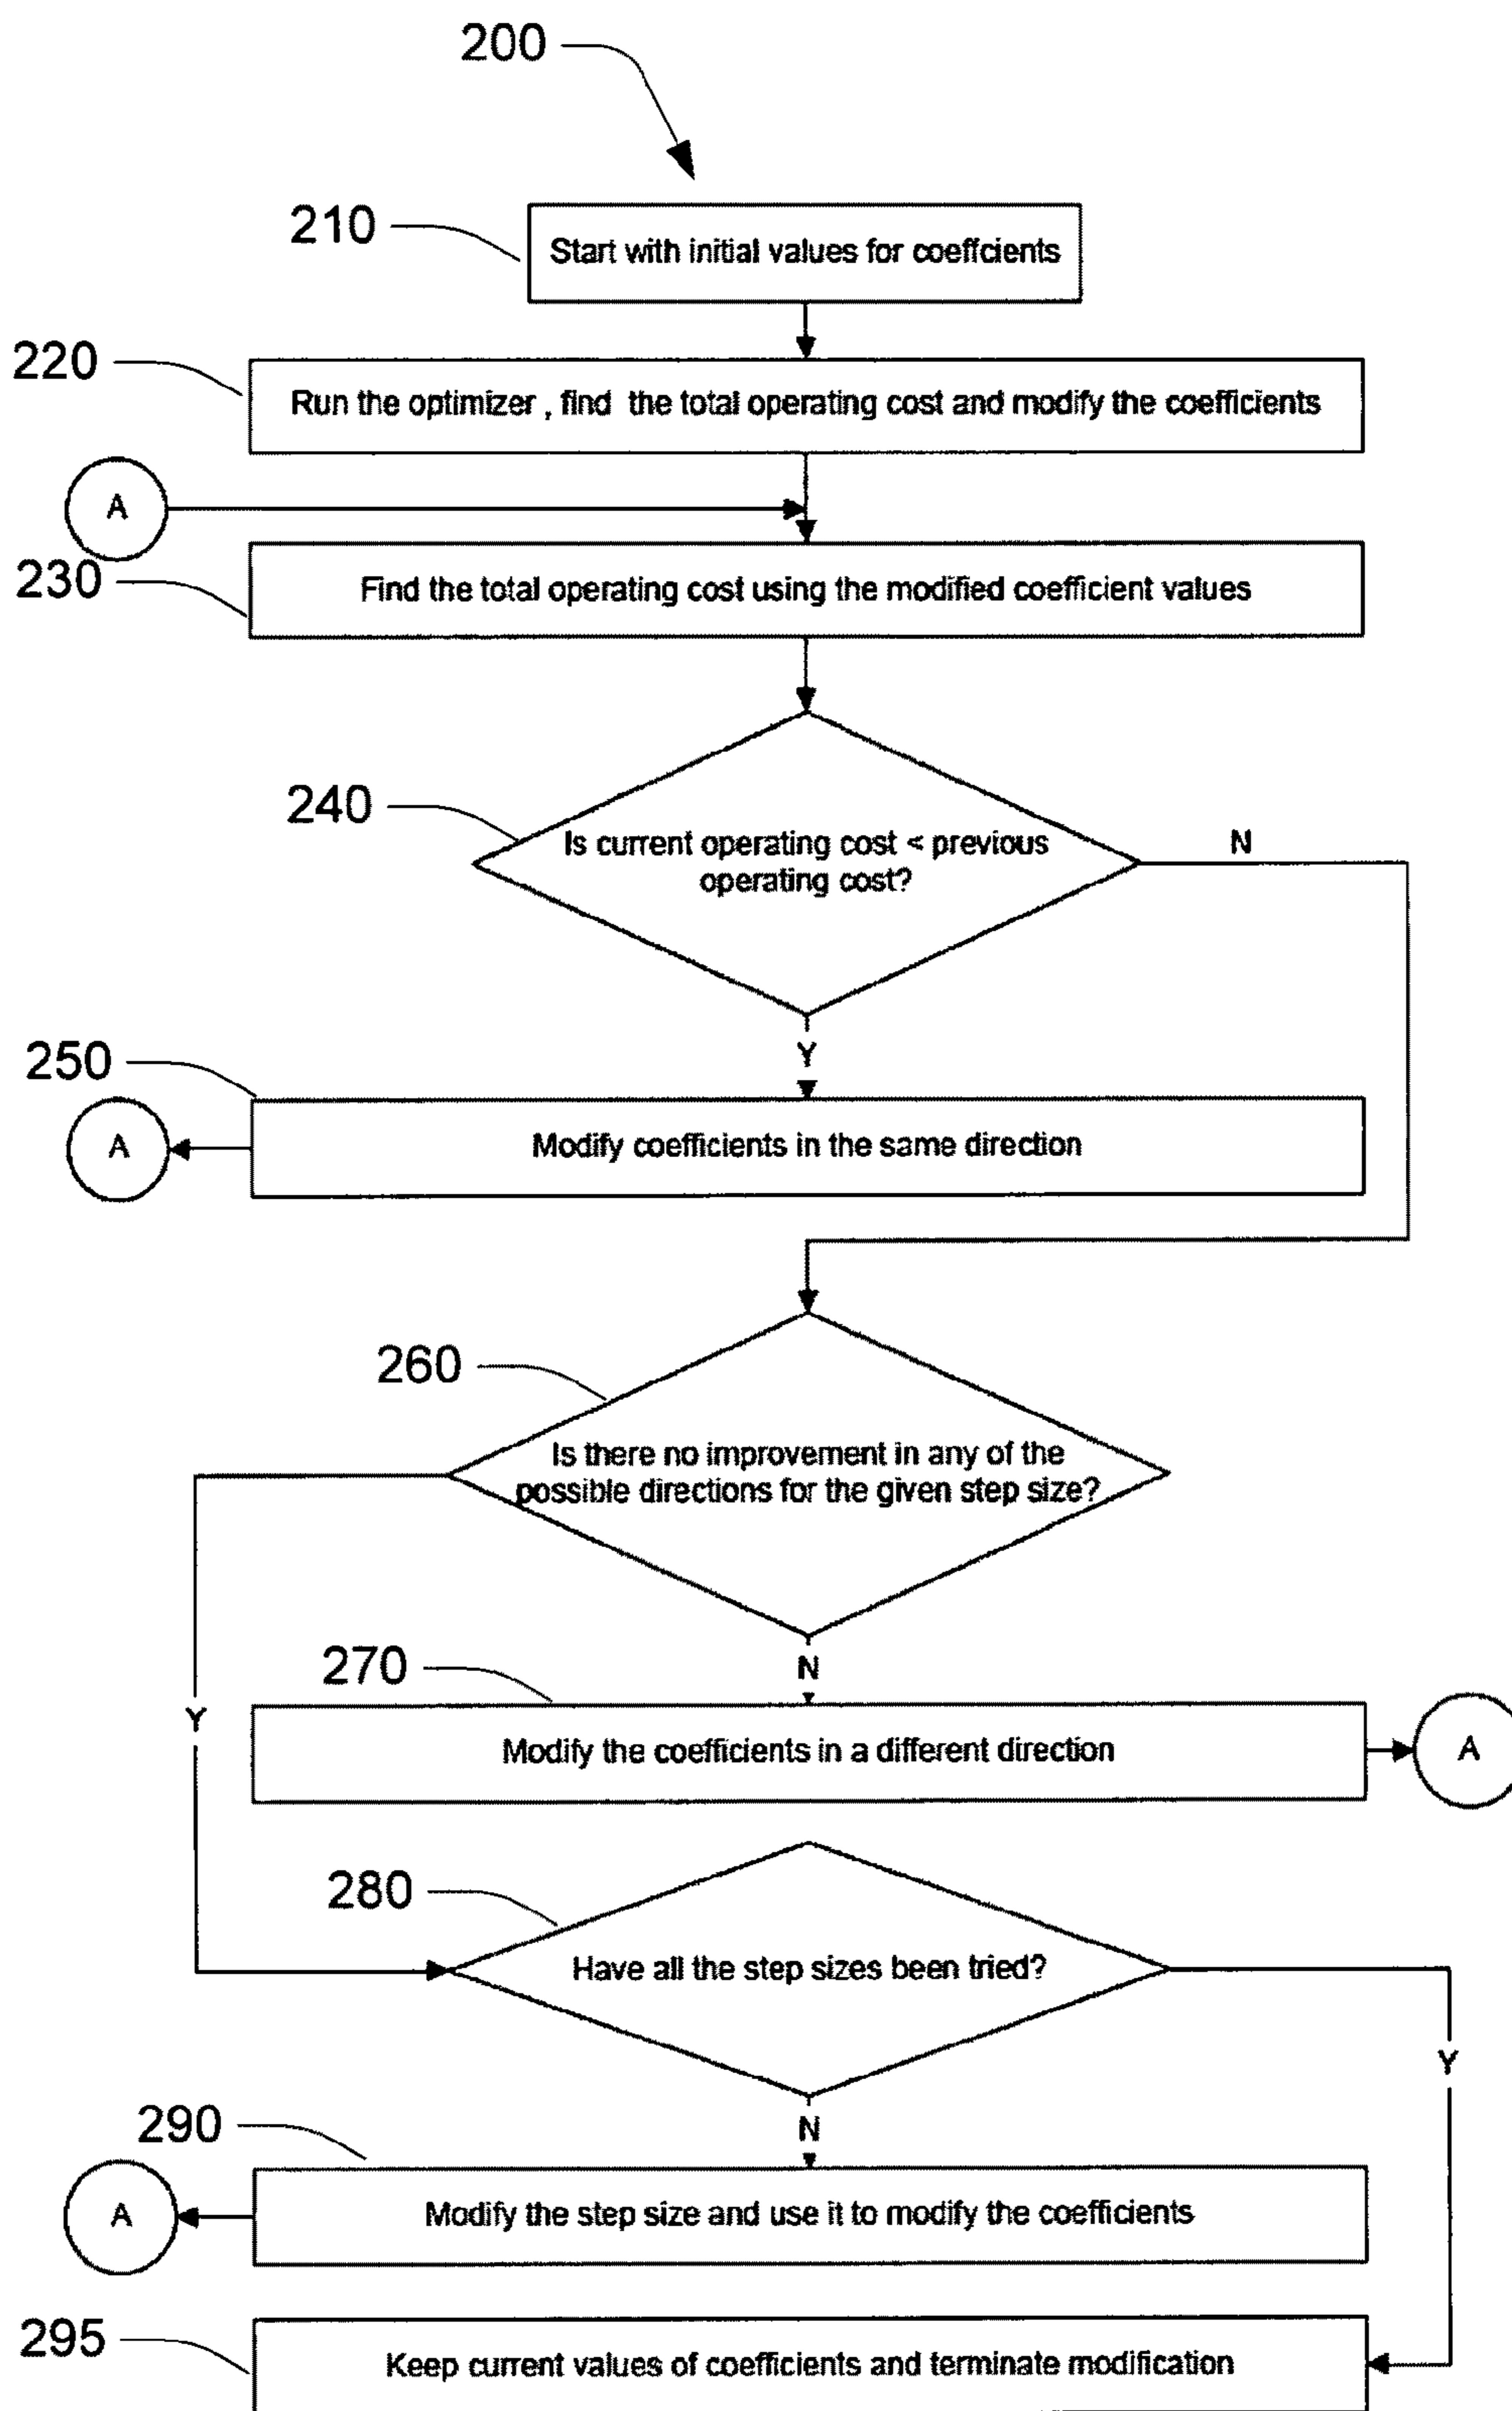 200
210
Start with initial values for coeffcients
220
Run the optimizer , find the total operating cost and modify the coefficients
A
230
Find the total operating cost using the modified coefficient values
240
Is current operating cost < previous
operating cost?
N
Y
250
A
Modify coefficients in the same direction
260
Is there no improvement in any of the
possible directions for the given step size?
N
Y
270
Modify the coefficients in a different direction
A
280
Have all the step sizes been tried?
Y
N
290
A
Modify the step size and use it to modify the coefficients
295
Keep current values of coefficients and terminate modification